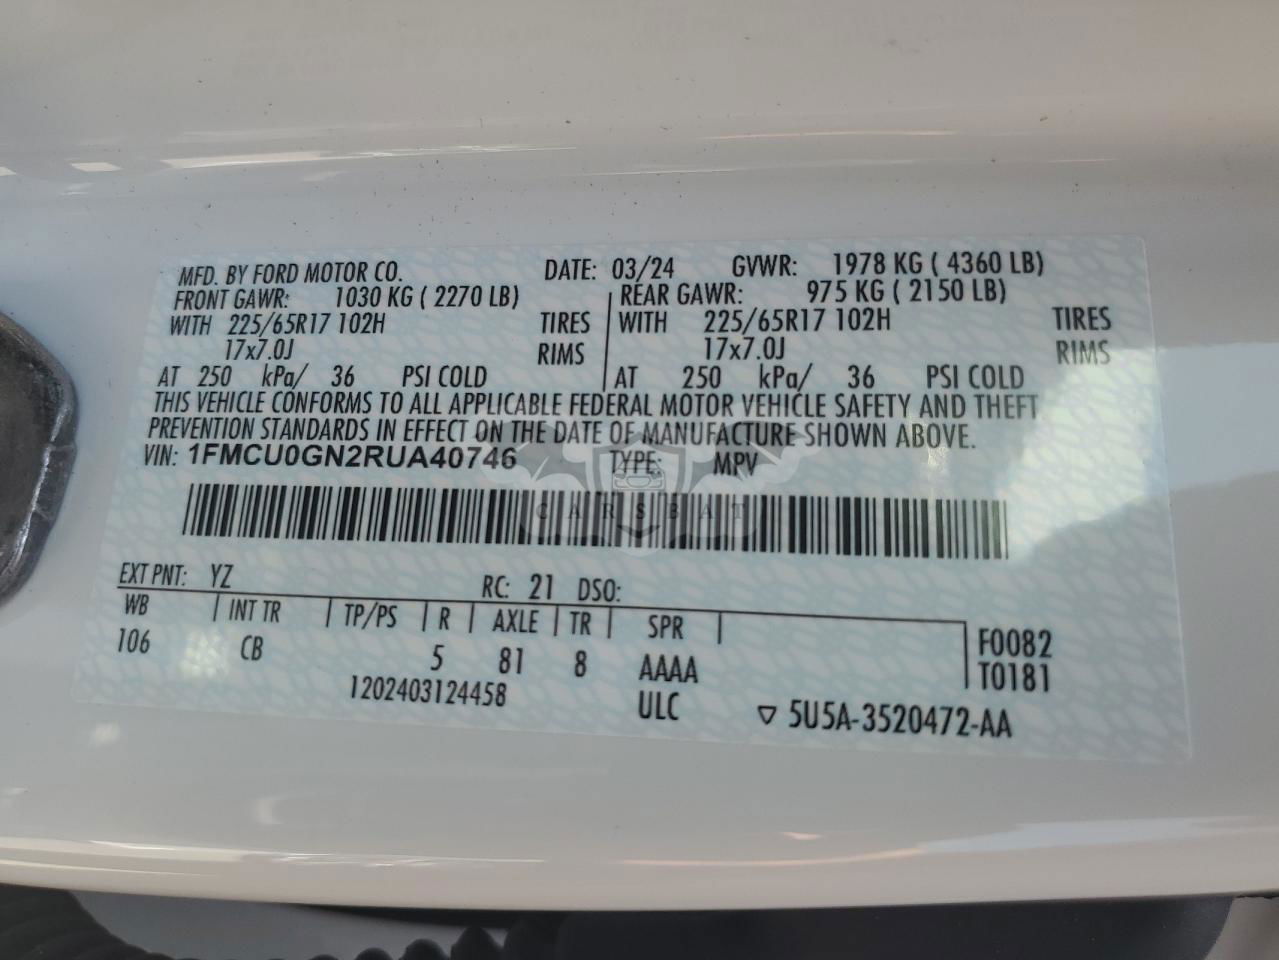 MFD. BY FORD MOTOR CO. DATE: 03/24 GVWR: 1978 KG ( 4360 LB)
FRONT GAWR: 1030 KG ( 2270 LB) REAR GAWR: 975 KG ( 2150 LB)
WITH 225/65R17 102H TIRES WITH 225/65R17 102H TIRES
17x7.0J RIMS 17x7.0J RIMS
AT 250 kPa/ 36 PSI COLD AT 250 kPa/ 36 PSI COLD
THIS VEHICLE CONFORMS TO ALL APPLICABLE FEDERAL MOTOR VEHICLE SAFETY AND THEFT
PREVENTION STANDARDS IN EFFECT ON THE DATE OF MANUFACTURE SHOWN ABOVE.
VIN: 1FMCU0GN2RUA40746 TYPE: MPV
CARSBAT
EXT PNT: YZ RC: 21 DSO:
WB INT TR TP/PS R AXLE TR SPR F0082
106 CB 5 81 8 AAAA T0181
1202403124458 ULC ▽ 5U5A-3520472-AA